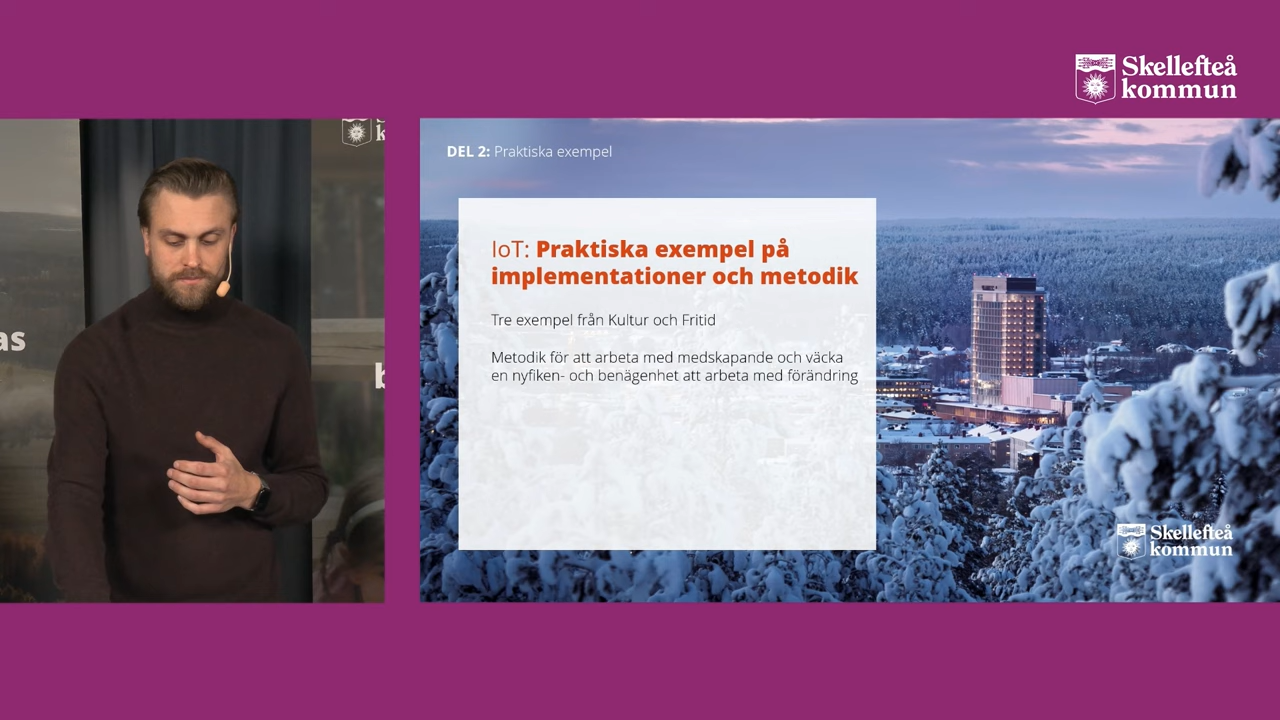 Skellefteå
kommun
as
b
DEL 2: Praktiska exempel
IoT: Praktiska exempel på
implementationer och metodik
Tre exempel från Kultur och Fritid
Metodik för att arbeta med medskapande och väcka
en nyfiken- och benägenhet att arbeta med förändring
Skellefteå
kommun